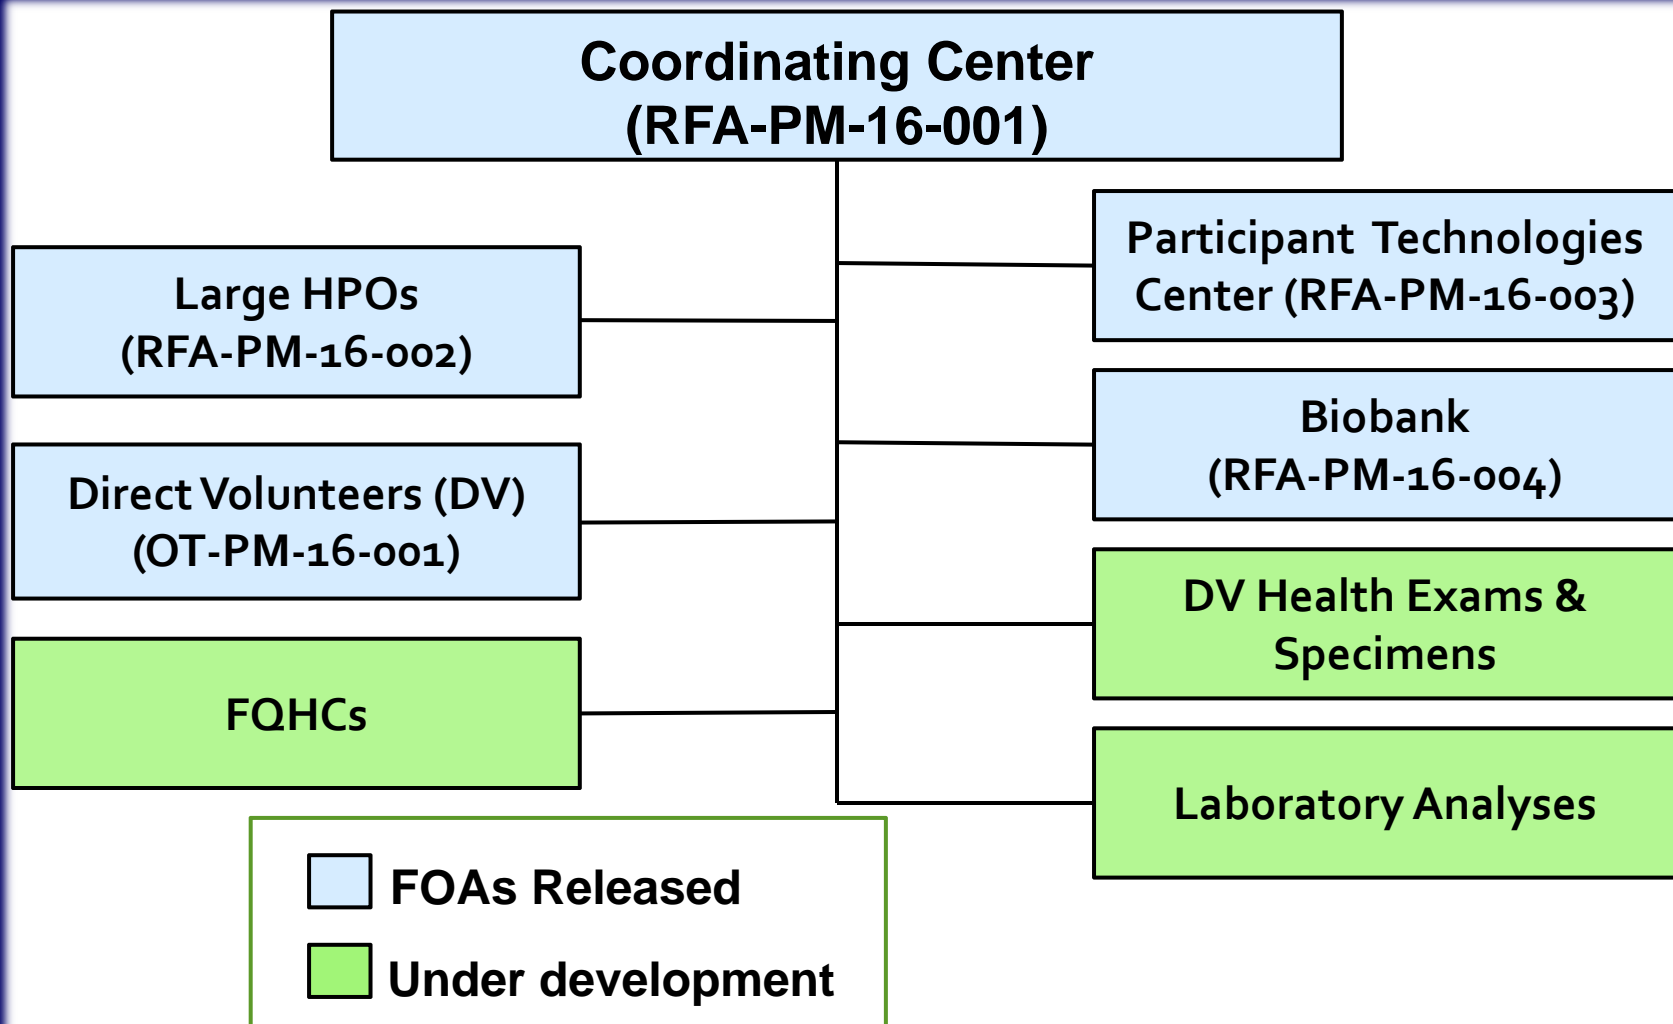 Coordinating Center
(RFA-PM-16-001)
Large HPOs
(RFA-PM-16-002)
Direct Volunteers (DV)
(OT-PM-16-001)
FQHCs
Participant Technologies
Center (RFA-PM-16-003)
Biobank
(RFA-PM-16-004)
DV Health Exams &
Specimens
Laboratory Analyses
FOAs Released
Under development